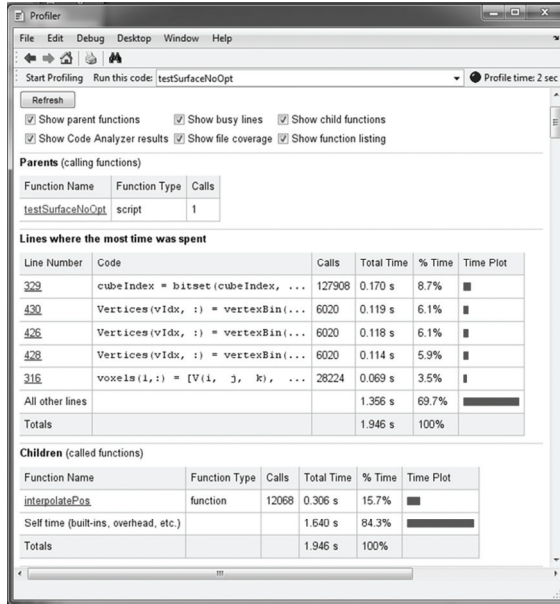 Profiler
File Edit Debug Desktop Window Help
Start Profiling Run this code: testSurfaceNoOpt Profile time: 2 sec
Refresh
Show parent functions Show busy lines Show child functions
Show Code Analyzer results Show file coverage Show function listing
Parents (calling functions)
Function Name Function Type Calls
testSurfaceNoOpt script 1
Lines where the most time was spent
Line Number Code Calls Total Time % Time Time Plot
329 cubeIndex = bitset(cubeIndex, ... 127908 0.170 s 8.7%
430 Vertices(vIdx, :) = vertexBin(... 6020 0.119 s 6.1%
426 Vertices(vIdx, :) = vertexBin(... 6020 0.118 s 6.1%
428 Vertices(vIdx, :) = vertexBin(... 6020 0.114 s 5.9%
316 voxels(1,:) = [V(i, j, k), ... 28224 0.069 s 3.5%
All other lines 1.356 s 69.7%
Totals 1.946 s 100%
Children (called functions)
Function Name Function Type Calls Total Time % Time Time Plot
interpolatePos function 12068 0.306 s 15.7%
Self time (built-ins, overhead, etc.) 1.640 s 84.3%
Totals 1.946 s 100%